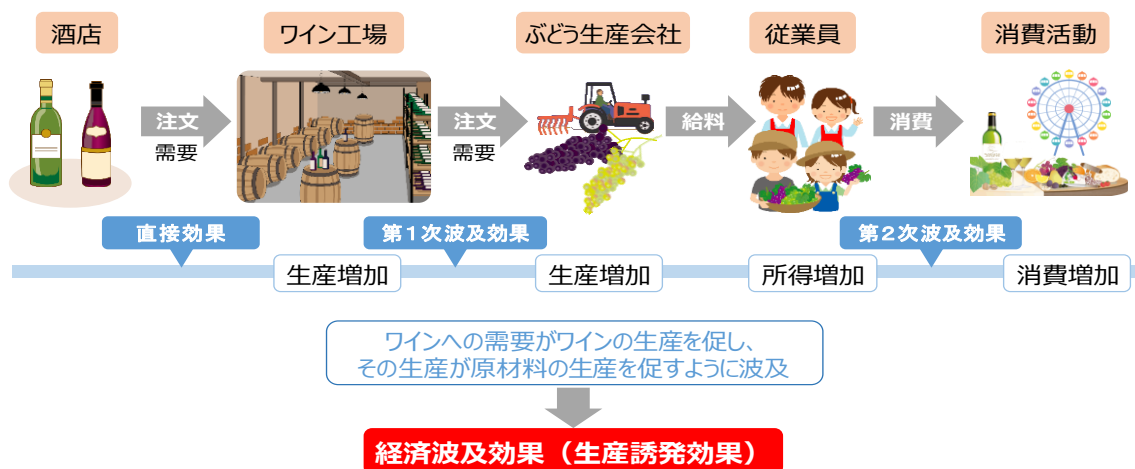 酒店
ワイン工場
ぶどう生産会社
従業員
消費活動
注文
需要
注文
需要
給料
消費
直接効果
第1次波及効果
第2次波及効果
生産増加
生産増加
所得増加
消費増加
ワインへの需要がワインの生産を促し、
その生産が原材料の生産を促すように波及
経済波及効果（生産誘発効果）